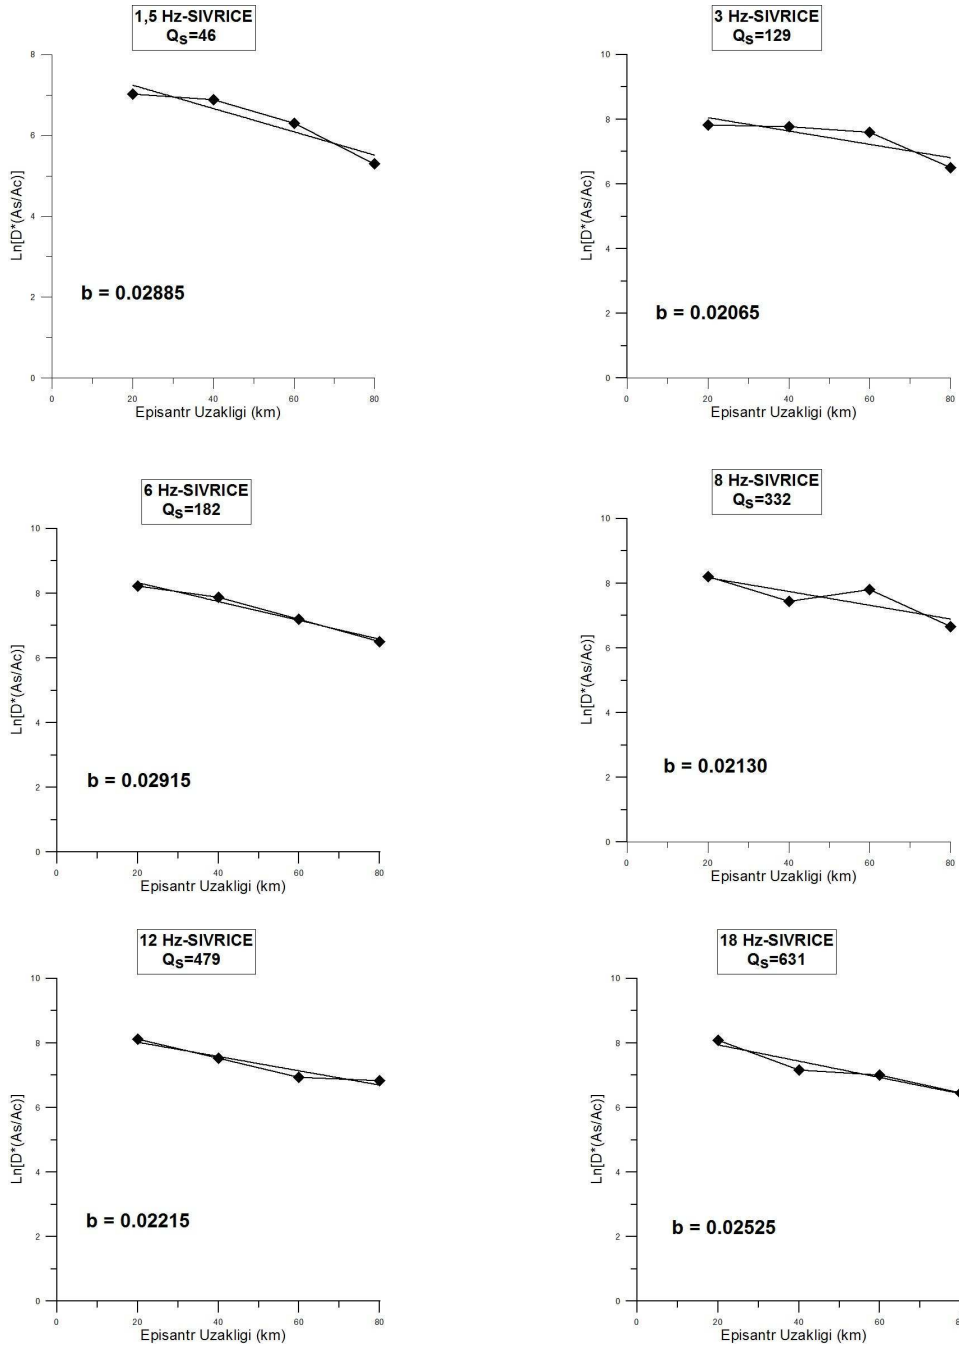 1,5 Hz-SIVRICE
Qs=46
8
6
4
2
0
Ln[D*(As/Ac)]
b = 0.02885
0 20 40 60 80
Episantr Uzakligi (km)
3 Hz-SIVRICE
Qs=129
10
8
6
4
2
0
Ln[D*(As/Ac)]
b = 0.02065
0 20 40 60 80
Episantr Uzakligi (km)
6 Hz-SIVRICE
Qs=182
10
8
6
4
2
0
Ln[D*(As/Ac)]
b = 0.02915
0 20 40 60 80
Episantr Uzakligi (km)
8 Hz-SIVRICE
Qs=332
10
8
6
4
2
0
Ln[D*(As/Ac)]
b = 0.02130
0 20 40 60 80
Episantr Uzakligi (km)
12 Hz-SIVRICE
Qs=479
10
8
6
4
2
0
Ln[D*(As/Ac)]
b = 0.02215
0 20 40 60 80
Episantr Uzakligi (km)
18 Hz-SIVRICE
Qs=631
10
8
6
4
2
0
Ln[D*(As/Ac)]
b = 0.02525
0 20 40 60
Episantr Uzakligi (km)